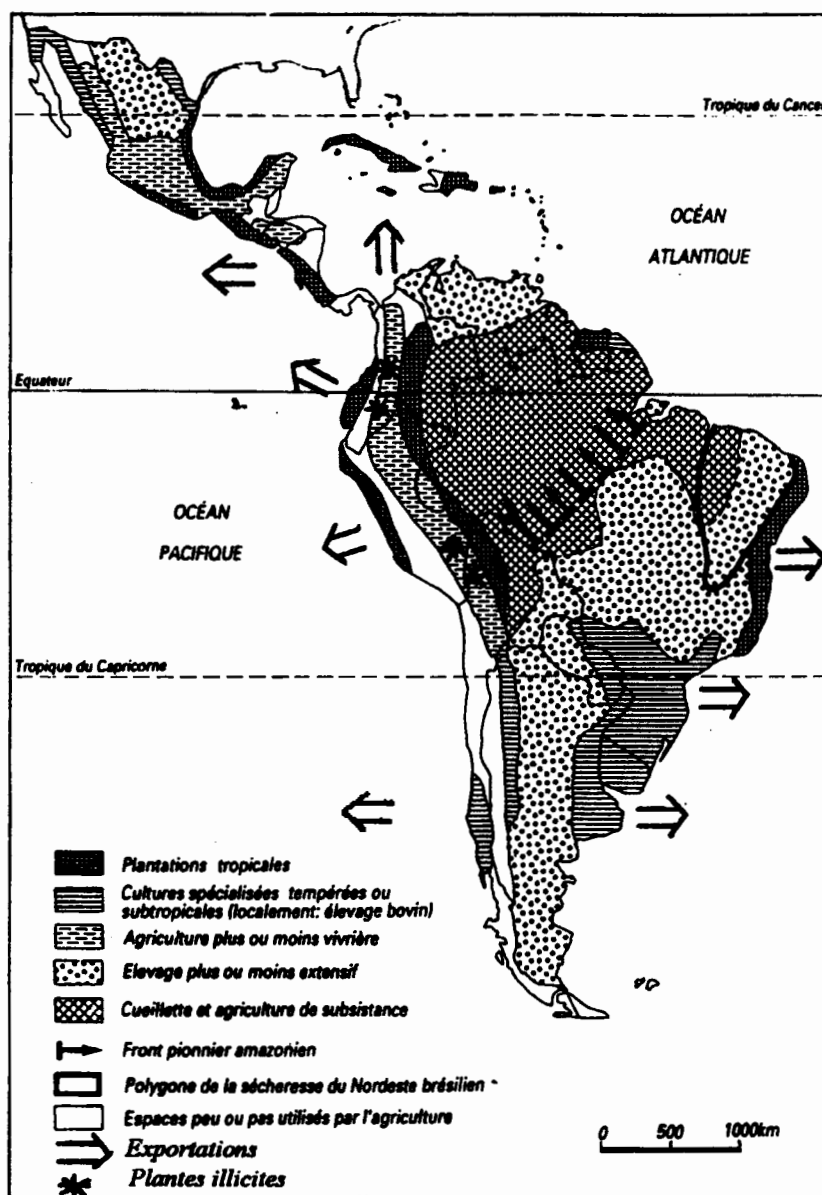 Tropique du Cancer
OCÉAN
ATLANTIQUE
Equateur
OCÉAN
PACIFIQUE
Tropique du Capricorne
Plantations tropicales
Cultures spécialisées tempérées ou
subtropicales (localement: élevage bovin)
Agriculture plus ou moins vivrière
Elevage plus ou moins extensif
Cueillette et agriculture de subsistance
Front pionnier amazonien
Polygone de la sécheresse du Nordeste brésilien
Espaces peu ou pas utilisés par l'agriculture
Exportations
Plantes illicites
0 500 1000km